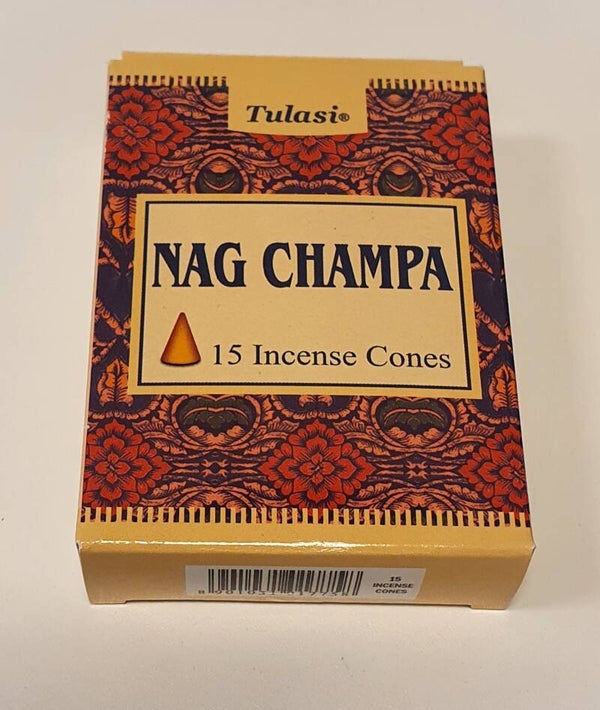 Tulasi®
NAG CHAMPA
15 Incense Cones
15
INCENSE
CONES